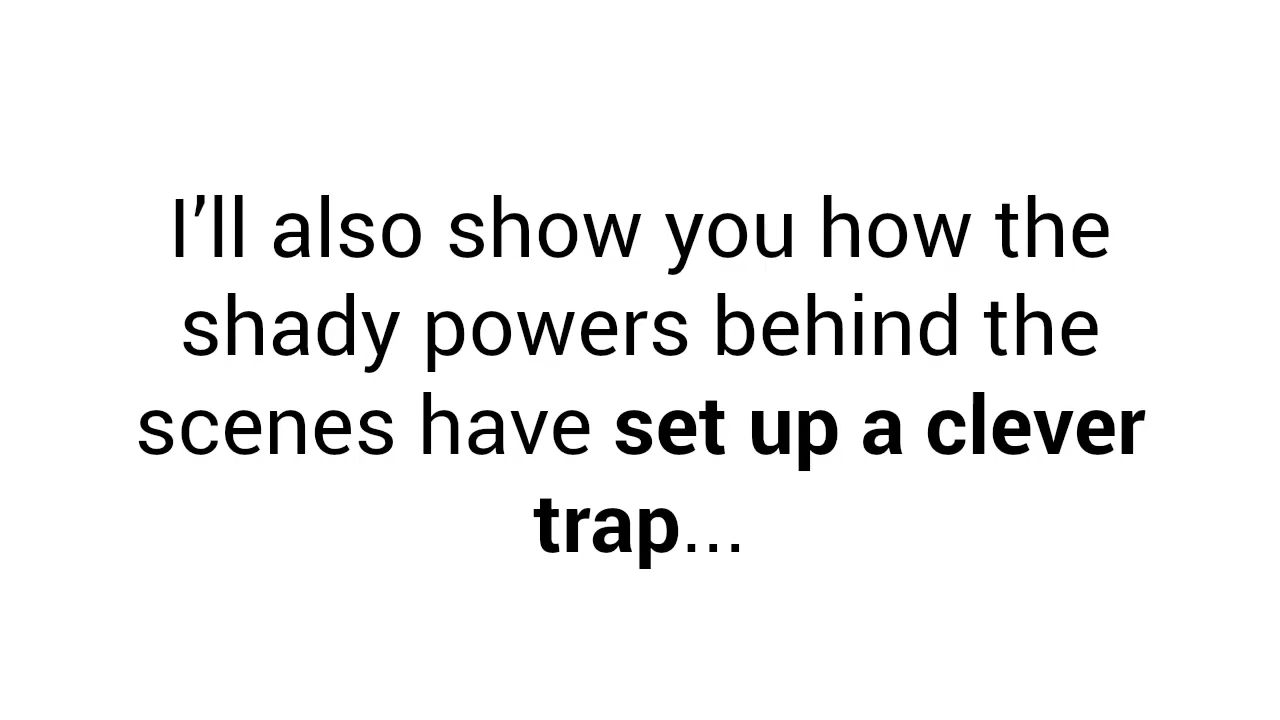 I’ll also show you how the
shady powers behind the
scenes have set up a clever
trap...